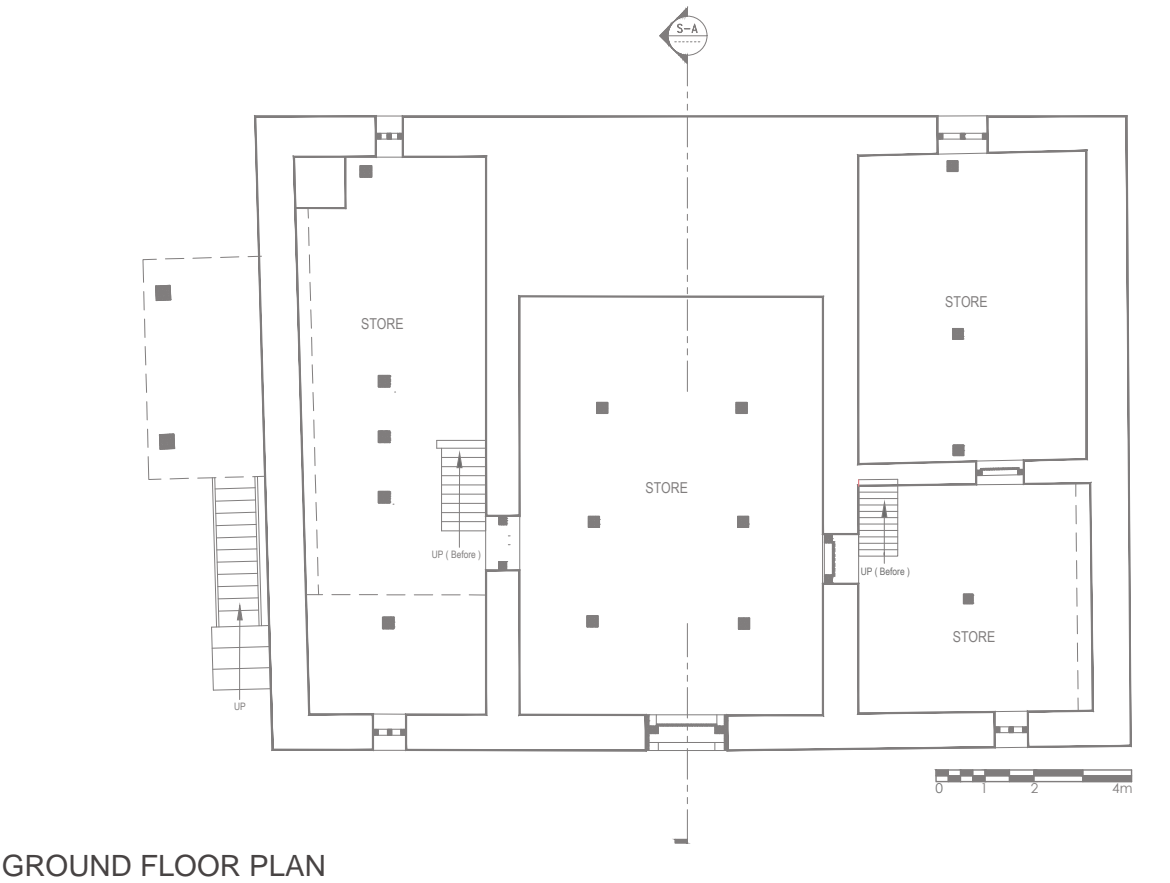 S-A
STORE
STORE
STORE
UP ( Before )
UP ( Before )
STORE
UP
0 1 2 4m
GROUND FLOOR PLAN